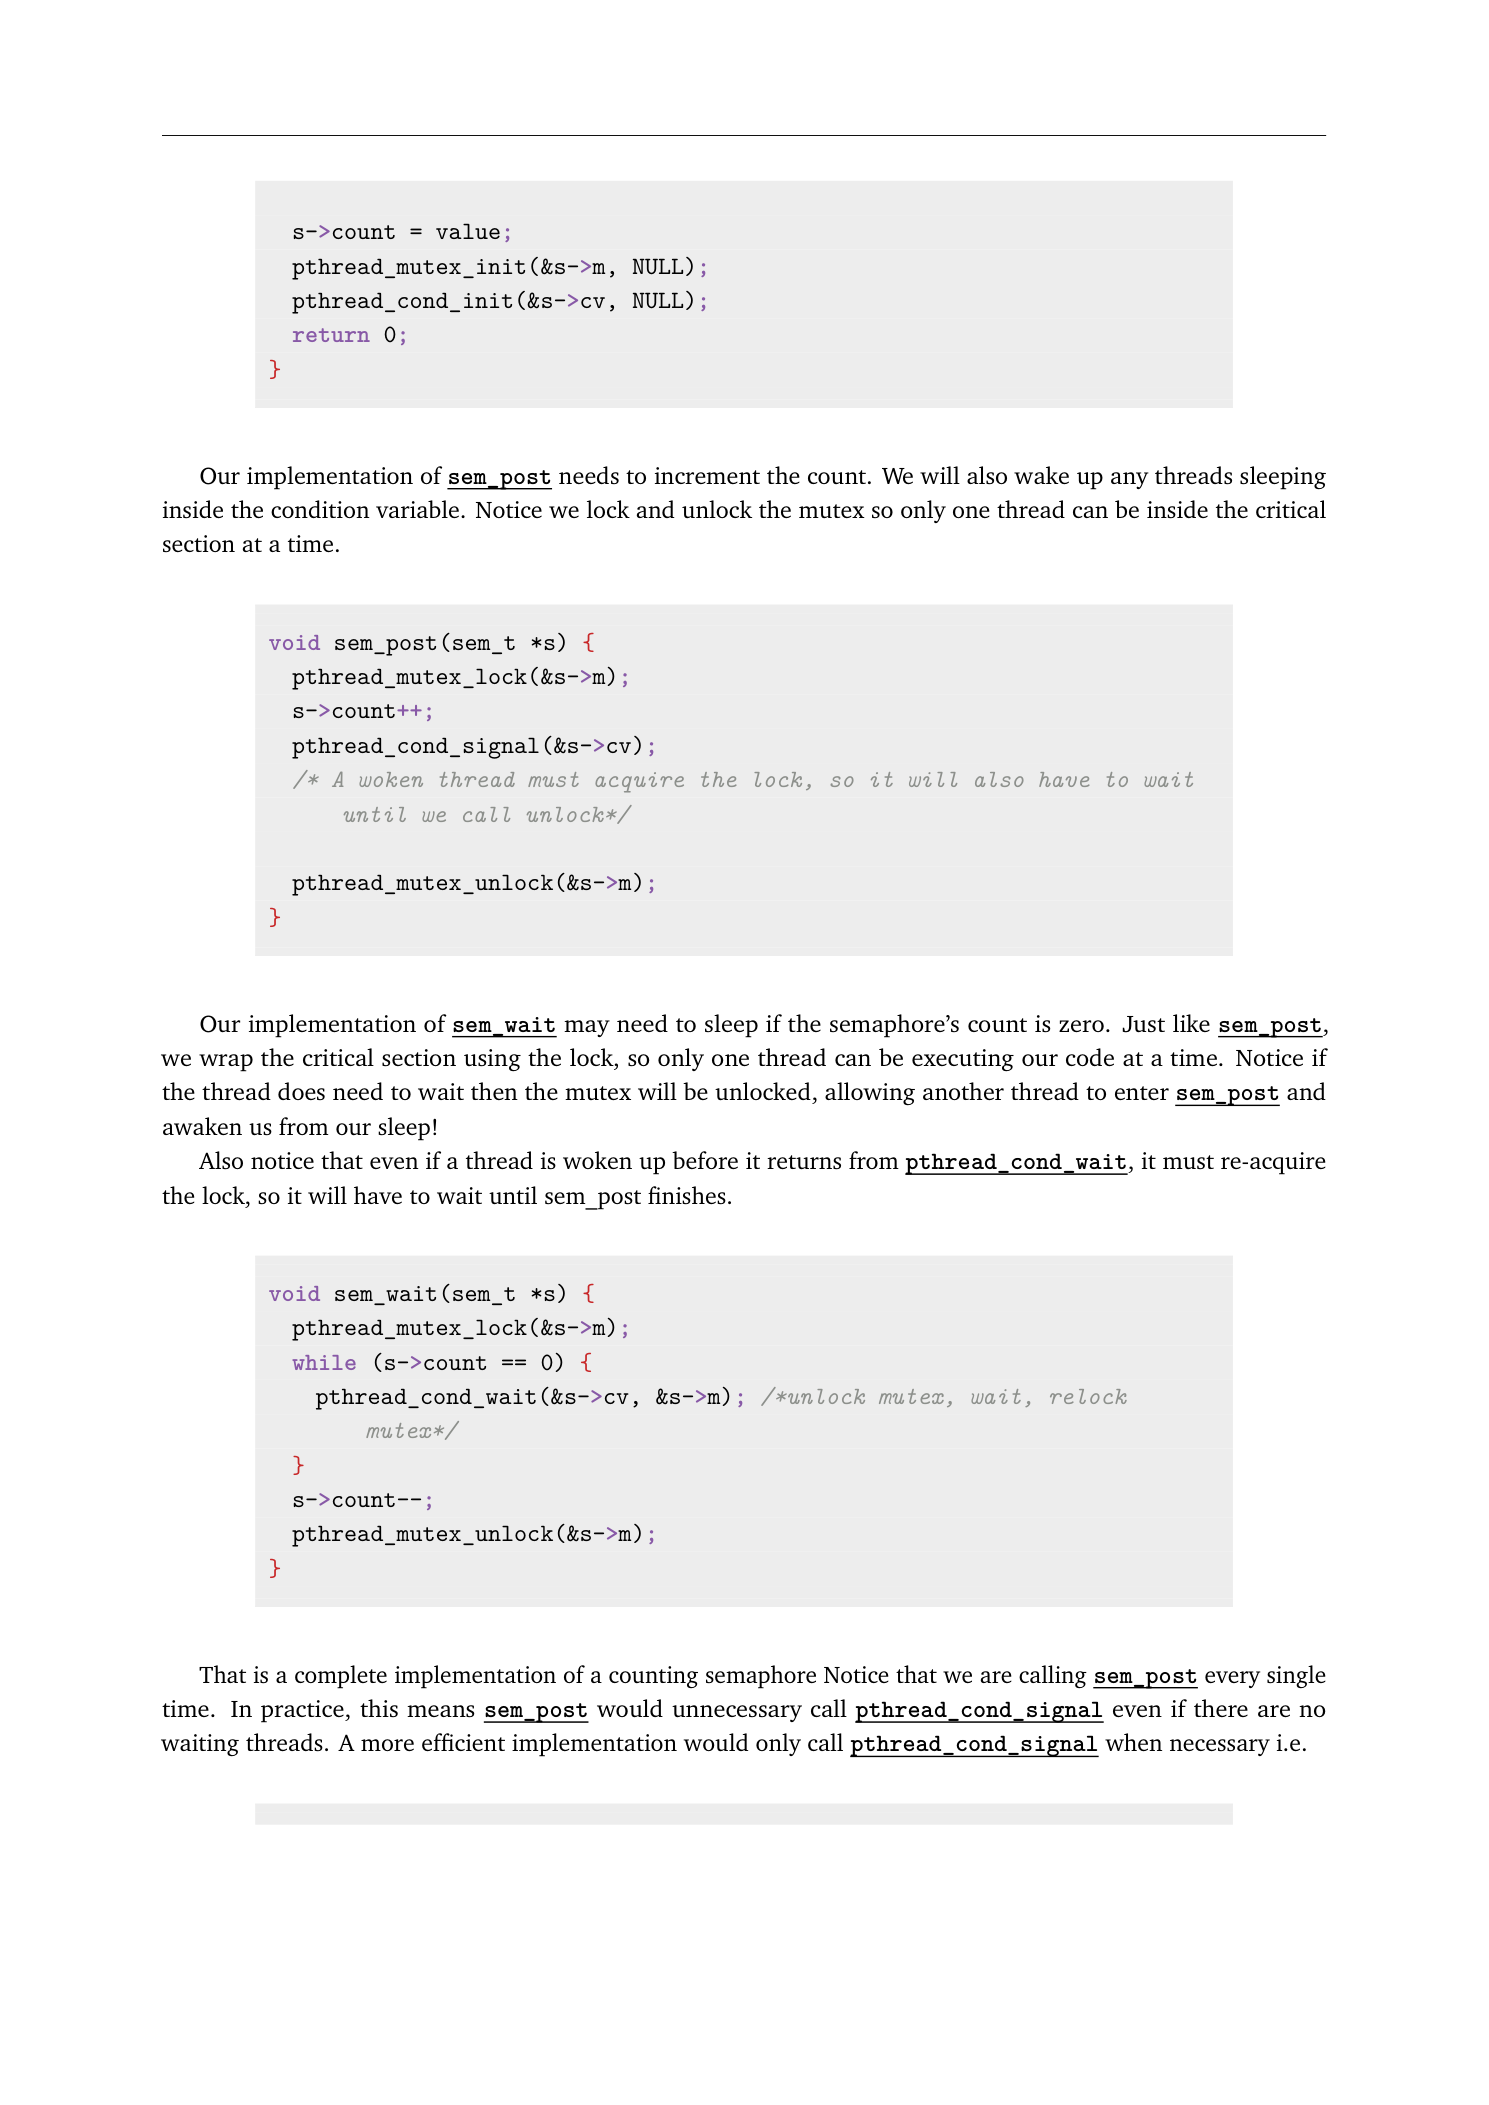 s->count = value;
pthread_mutex_init(&s->m, NULL);
pthread_cond_init(&s->cv, NULL);
return 0;
}
Our implementation of sem_post needs to increment the count. We will also wake up any threads sleeping
inside the condition variable. Notice we lock and unlock the mutex so only one thread can be inside the critical
section at a time.
void sem_post(sem_t *s) {
pthread_mutex_lock(&s->m);
s->count++;
pthread_cond_signal(&s->cv);
/* A woken thread must acquire the lock, so it will also have to wait
until we call unlock*/
pthread_mutex_unlock(&s->m);
}
Our implementation of sem_wait may need to sleep if the semaphore’s count is zero. Just like sem_post,
we wrap the critical section using the lock, so only one thread can be executing our code at a time. Notice if
the thread does need to wait then the mutex will be unlocked, allowing another thread to enter sem_post and
awaken us from our sleep!
Also notice that even if a thread is woken up before it returns from pthread_cond_wait, it must re-acquire
the lock, so it will have to wait until sem_post finishes.
void sem_wait(sem_t *s) {
pthread_mutex_lock(&s->m);
while (s->count == 0) {
pthread_cond_wait(&s->cv, &s->m); /*unlock mutex, wait, relock
mutex*/
}
s->count--;
pthread_mutex_unlock(&s->m);
}
That is a complete implementation of a counting semaphore Notice that we are calling sem_post every single
time. In practice, this means sem_post would unnecessary call pthread_cond_signal even if there are no
waiting threads. A more efficient implementation would only call pthread_cond_signal when necessary i.e.